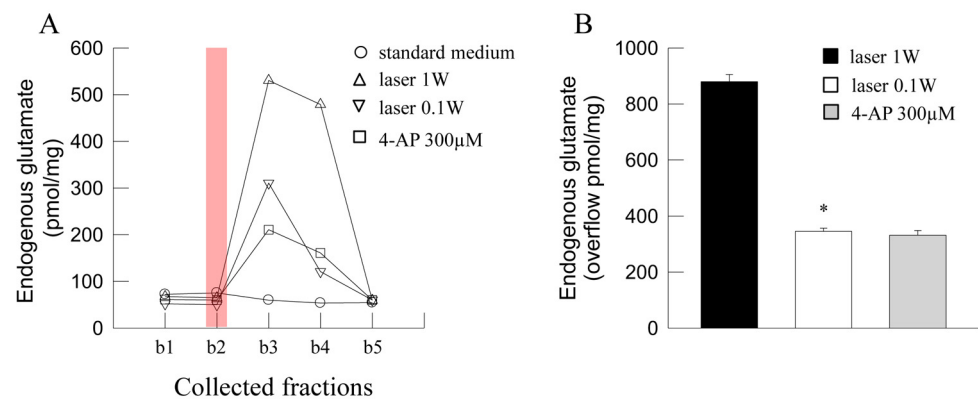 A
Endogenous glutamate
(pmol/mg)
600
500
400
300
200
100
0
b1 b2 b3 b4 b5
Collected fractions
standard medium
laser 1W
laser 0.1W
4-AP 300µM
B
Endogenous glutamate
(overflow pmol/mg)
1000
800
600
400
200
0
*
laser 1W
laser 0.1W
4-AP 300µM